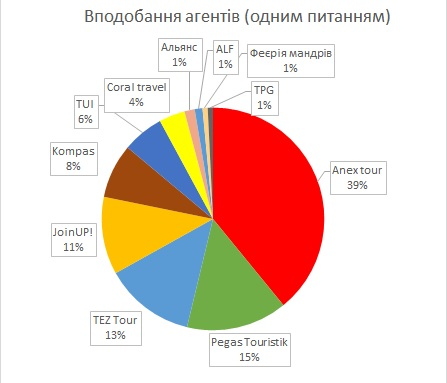 Вподобання агентів (одним питанням)
Альянс
1%
ALF
1%
Феєрія мандрів
1%
TPG
1%
Coral travel
4%
TUI
6%
Kompas
8%
JoinUP!
11%
TEZ Tour
13%
Pegas Touristik
15%
Anex tour
39%